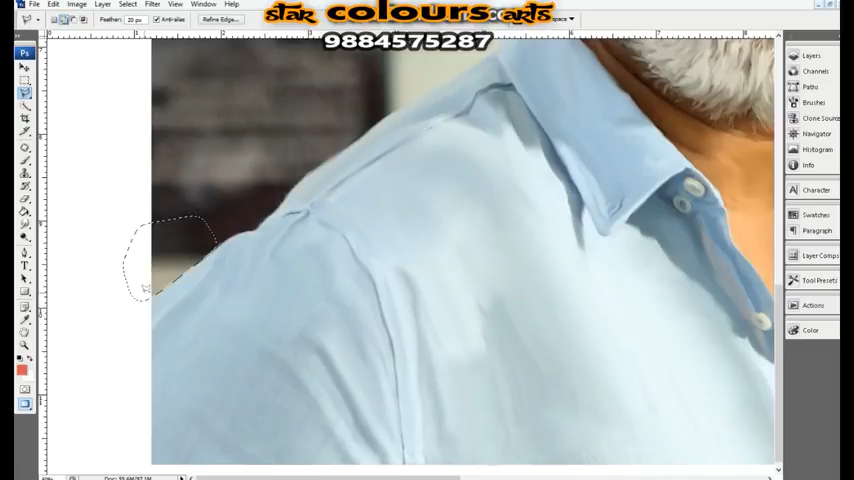 File Edit Image Layer Select Filter View Window Help
star colours arts
Feather: 20 px Anti-alias Refine Edge...
9884575287
Ps
Layers
Channels
Paths
Brushes
Clone Source
Navigator
Histogram
Info
Character
Swatches
Paragraph
Layer Comps
Tool Presets
Actions
Color